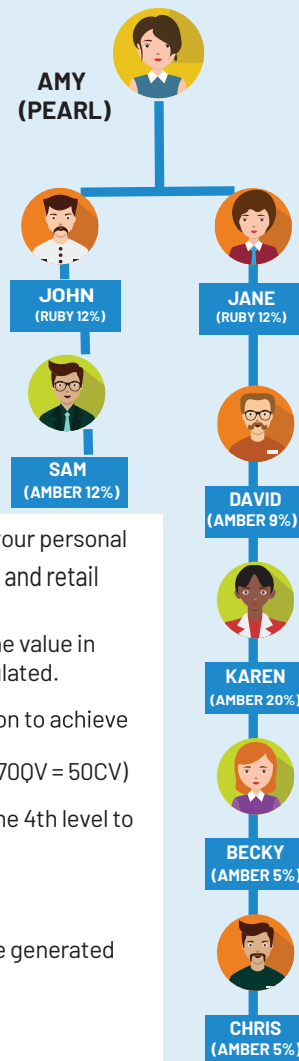 AMY
(PEARL)
JOHN
(RUBY 12%)
JANE
(RUBY 12%)
SAM
(AMBER 12%)
DAVID
(AMBER 9%)
our personal
and retail
e value in
ulated.
on to achieve
70QV = 50CV)
KAREN
(AMBER 20%)
he 4th level to
BECKY
(AMBER 5%)
e generated
CHRIS
(AMBER 5%)